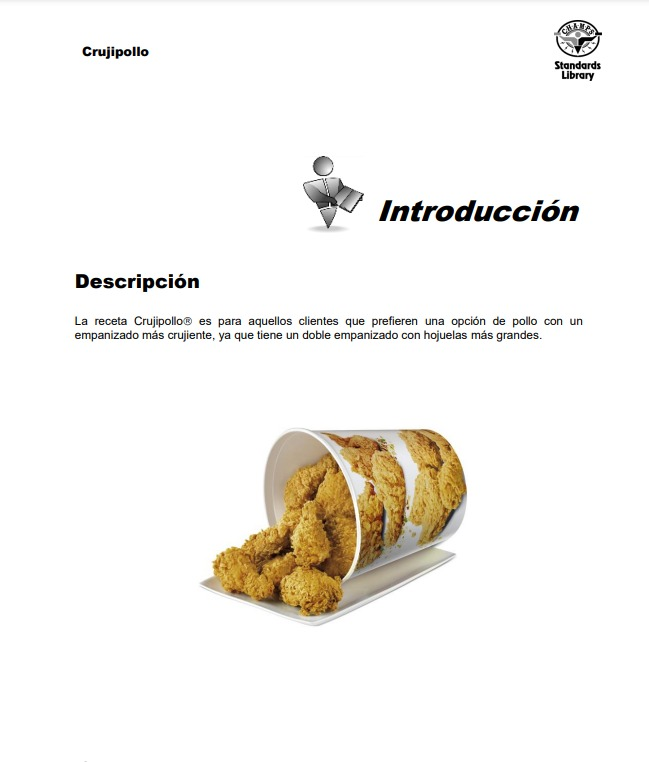 Crujipollo
CHAMPS
Standards
Library
Introducción
Descripción
La receta Crujipollo® es para aquellos clientes que prefieren una opción de pollo con un
empanizado más crujiente, ya que tiene un doble empanizado con hojuelas más grandes.